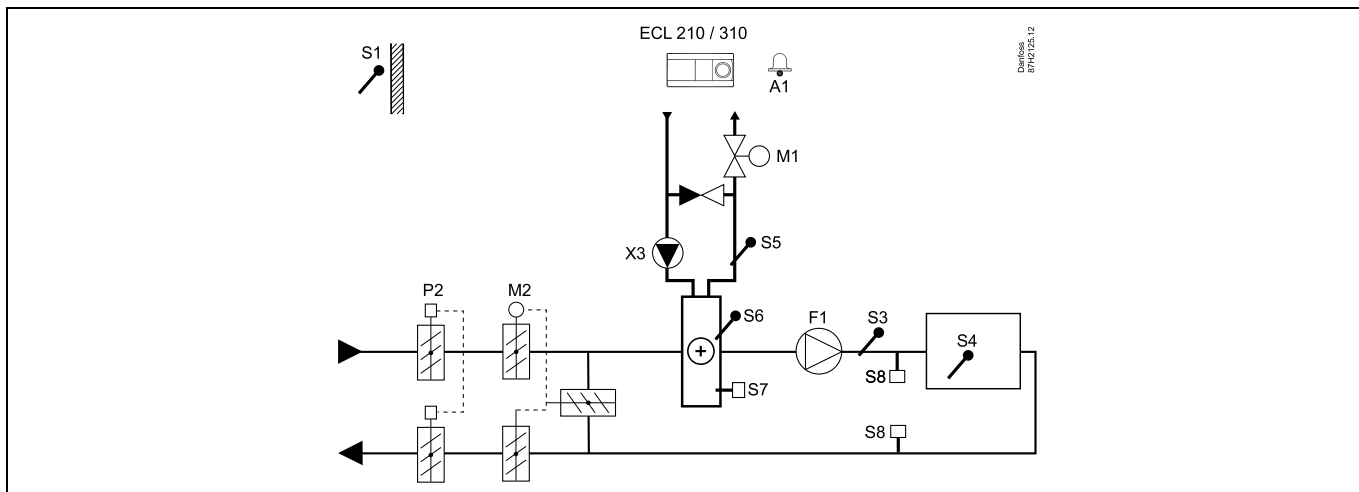 ECL 210 / 310
Danfoss
87H2125.12
S1
A1
M1
X3
S5
P2
M2
S6
F1
S3
S4
S8
S7
S8